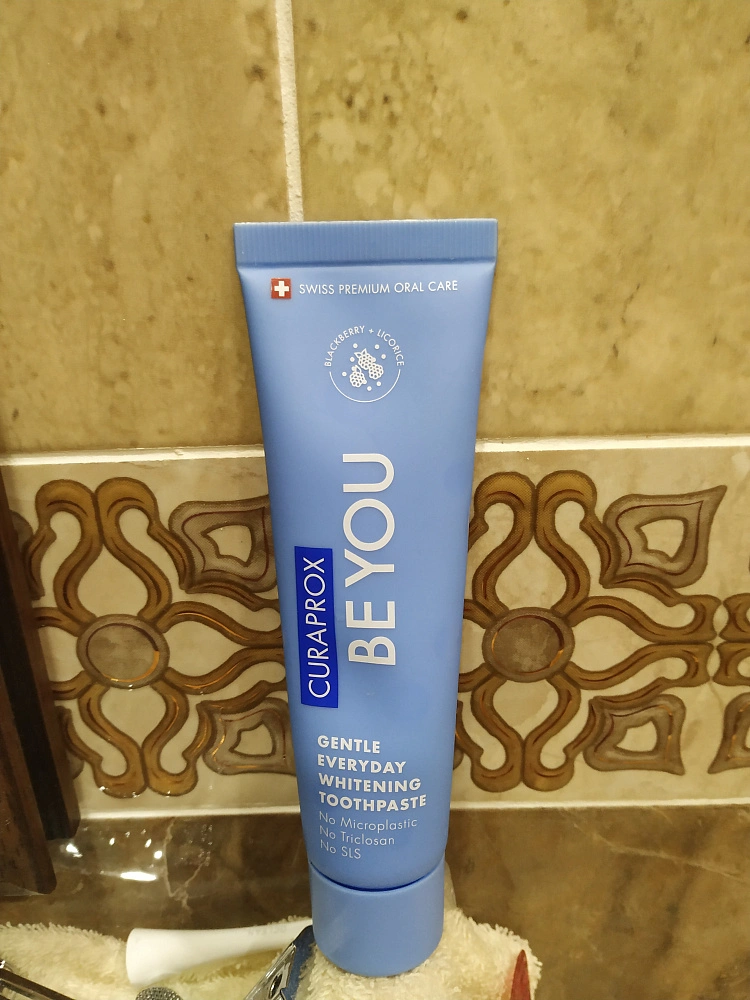 SWISS PREMIUM ORAL CARE
BLACKBERRY + LICORICE
BE YOU
CURAPROX
GENTLE
EVERYDAY
WHITENING
TOOTHPASTE
No Microplastic
No Triclosan
No SLS